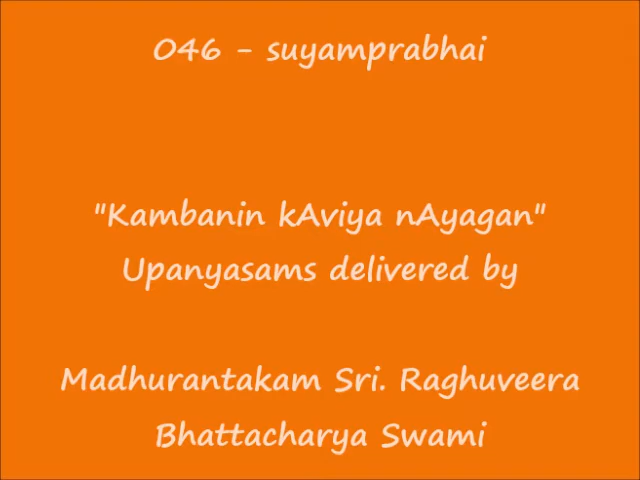 046 - suyamprabhai
"Kambanin kAviya nAyagan"
Upanyasams delivered by
Madhurantakam Sri. Raghuveera
Bhattacharya Swami